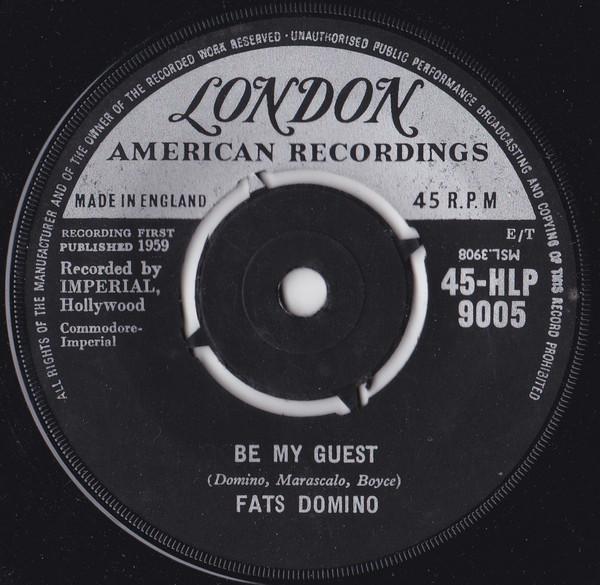 ALL RIGHTS OF THE MANUFACTURER AND OF THE OWNER OF THE RECORDED WORK RESERVED · UNAUTHORISED PUBLIC PERFORMANCE BROADCASTING AND COPYING OF THIS RECORD PROHIBITED
LONDON
AMERICAN RECORDINGS
MADE IN ENGLAND
45 R.P.M
RECORDING FIRST
PUBLISHED 1959
E/T
Recorded by
IMPERIAL,
Hollywood
MSL.3908
45-HLP
9005
Commodore-
Imperial
BE MY GUEST
(Domino, Marascalo, Boyce)
FATS DOMINO